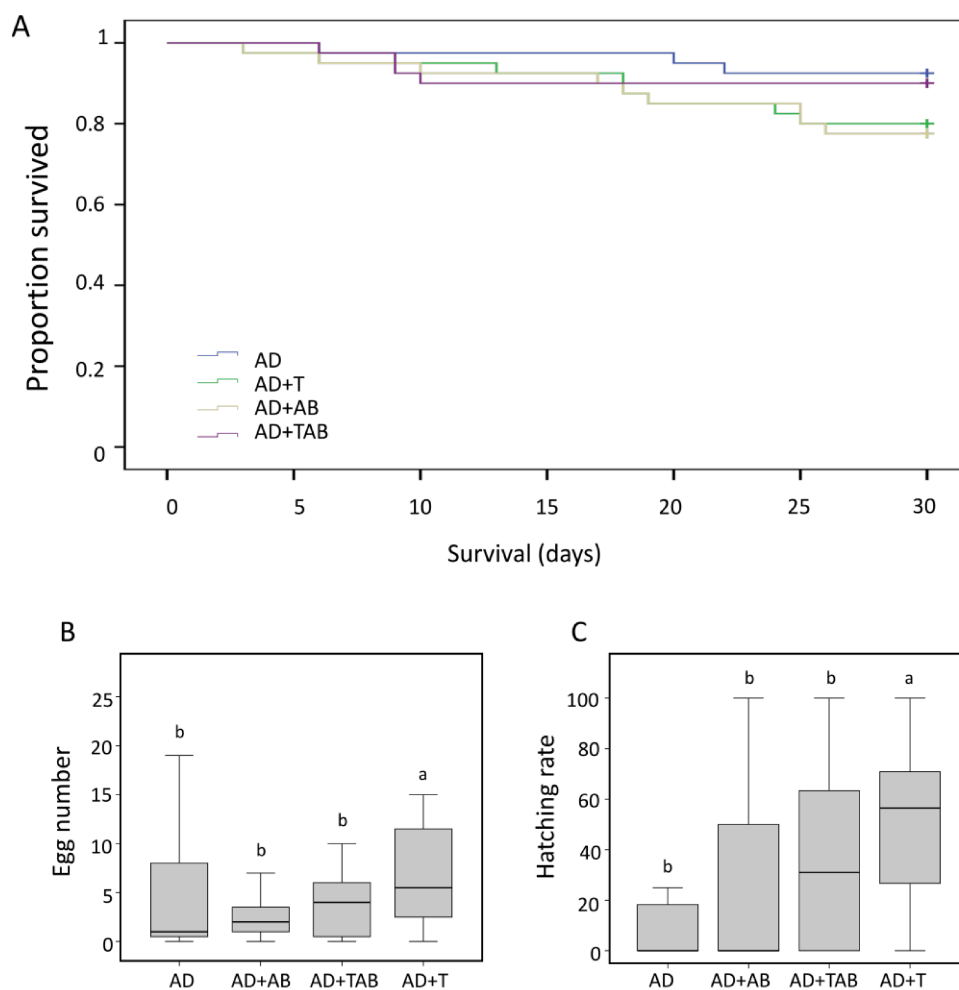 A
Proportion survived
1
0.8
0.6
0.4
0.2
0
AD
AD+T
AD+AB
AD+TAB
0 5 10 15 20 25 30
Survival (days)
B
Egg number
25
20
15
10
5
0
b
b
b
a
AD AD+AB AD+TAB AD+T
C
Hatching rate
100
80
60
40
20
0
b
b
b
a
AD AD+AB AD+TAB AD+T